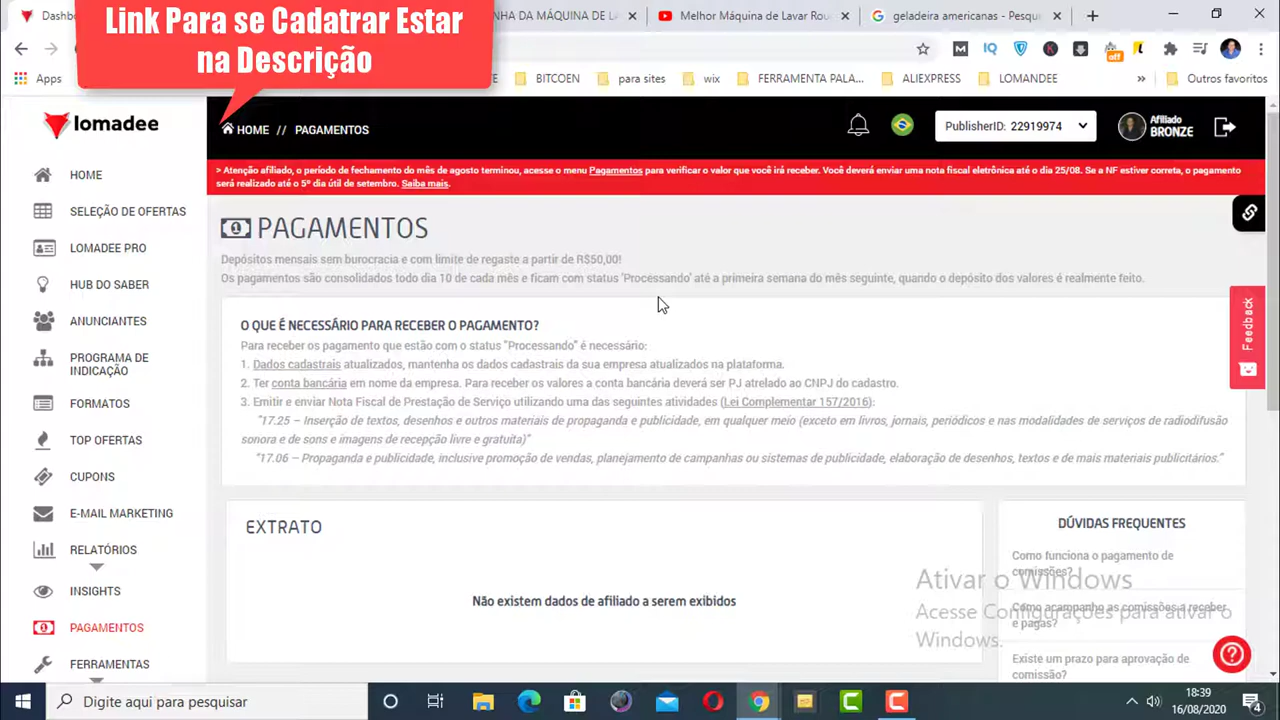 Dashbo
NHA DA MÁQUINA DE L
Melhor Máquina de Lavar Rou
geladeira americanas - Pesqu
Link Para se Cadatrar Estar
na Descrição
Apps
BITCOEN
para sites
wix
FERRAMENTA PALA...
ALIEXPRESS
LOMANDEE
»
Outros favoritos
lomadee
HOME // PAGAMENTOS
PublisherID: 22919974
Afiliado
BRONZE
> Atenção afiliado, o período de fechamento do mês de agosto terminou, acesse o menu Pagamentos para verificar o valor que você irá receber. Você deverá enviar uma nota fiscal eletrônica até o dia 25/08. Se a NF estiver correta, o pagamento
será realizado até o 5º dia útil de setembro. Saiba mais.
HOME
SELEÇÃO DE OFERTAS
LOMADEE PRO
HUB DO SABER
ANUNCIANTES
PROGRAMA DE
INDICAÇÃO
FORMATOS
TOP OFERTAS
CUPONS
E-MAIL MARKETING
RELATÓRIOS
INSIGHTS
PAGAMENTOS
FERRAMENTAS
PAGAMENTOS
Depósitos mensais sem burocracia e com limite de regaste a partir de R$50,00!
Os pagamentos são consolidados todo dia 10 de cada mês e ficam com status 'Processando' até a primeira semana do mês seguinte, quando o depósito dos valores é realmente feito.
O QUE É NECESSÁRIO PARA RECEBER O PAGAMENTO?
Para receber os pagamento que estão com o status "Processando" é necessário:
1. Dados cadastrais atualizados, mantenha os dados cadastrais da sua empresa atualizados na plataforma.
2. Ter conta bancária em nome da empresa. Para receber os valores a conta bancária deverá ser PJ atrelado ao CNPJ do cadastro.
3. Emitir e enviar Nota Fiscal de Prestação de Serviço utilizando uma das seguintes atividades (Lei Complementar 157/2016):
"17.25 – Inserção de textos, desenhos e outros materiais de propaganda e publicidade, em qualquer meio (exceto em livros, jornais, periódicos e nas modalidades de serviços de radiodifusão
sonora e de sons e imagens de recepção livre e gratuita)"
"17.06 – Propaganda e publicidade, inclusive promoção de vendas, planejamento de campanhas ou sistemas de publicidade, elaboração de desenhos, textos e de mais materiais publicitários."
Feedback
EXTRATO
Não existem dados de afiliado a serem exibidos
DÚVIDAS FREQUENTES
Como funciona o pagamento de
comissões?
Como acompanho as comissões a receber
e pagas?
Existe um prazo para aprovação de
comissão?
Ativar o Windows
Acesse Configurações para ativar o
Windows.
Digite aqui para pesquisar
18:39
16/08/2020
4